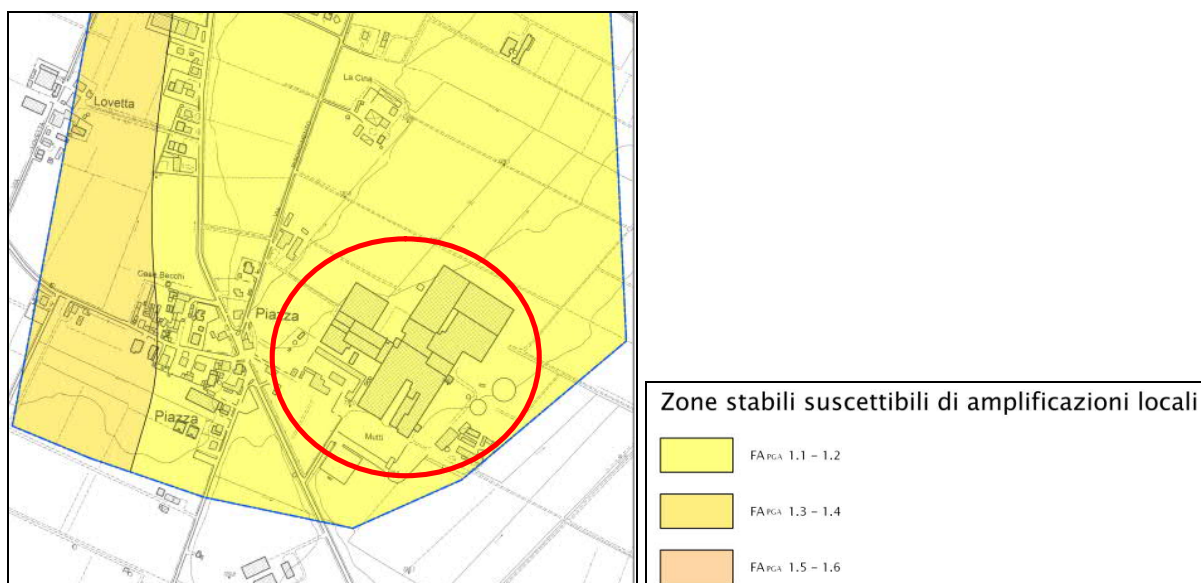 La Cina
Lovetta
Case Becchi
Piazza
Piazza
Mutti
Zone stabili suscettibili di amplificazioni locali
FA PGA 1.1 – 1.2
FA PGA 1.3 – 1.4
FA PGA 1.5 – 1.6